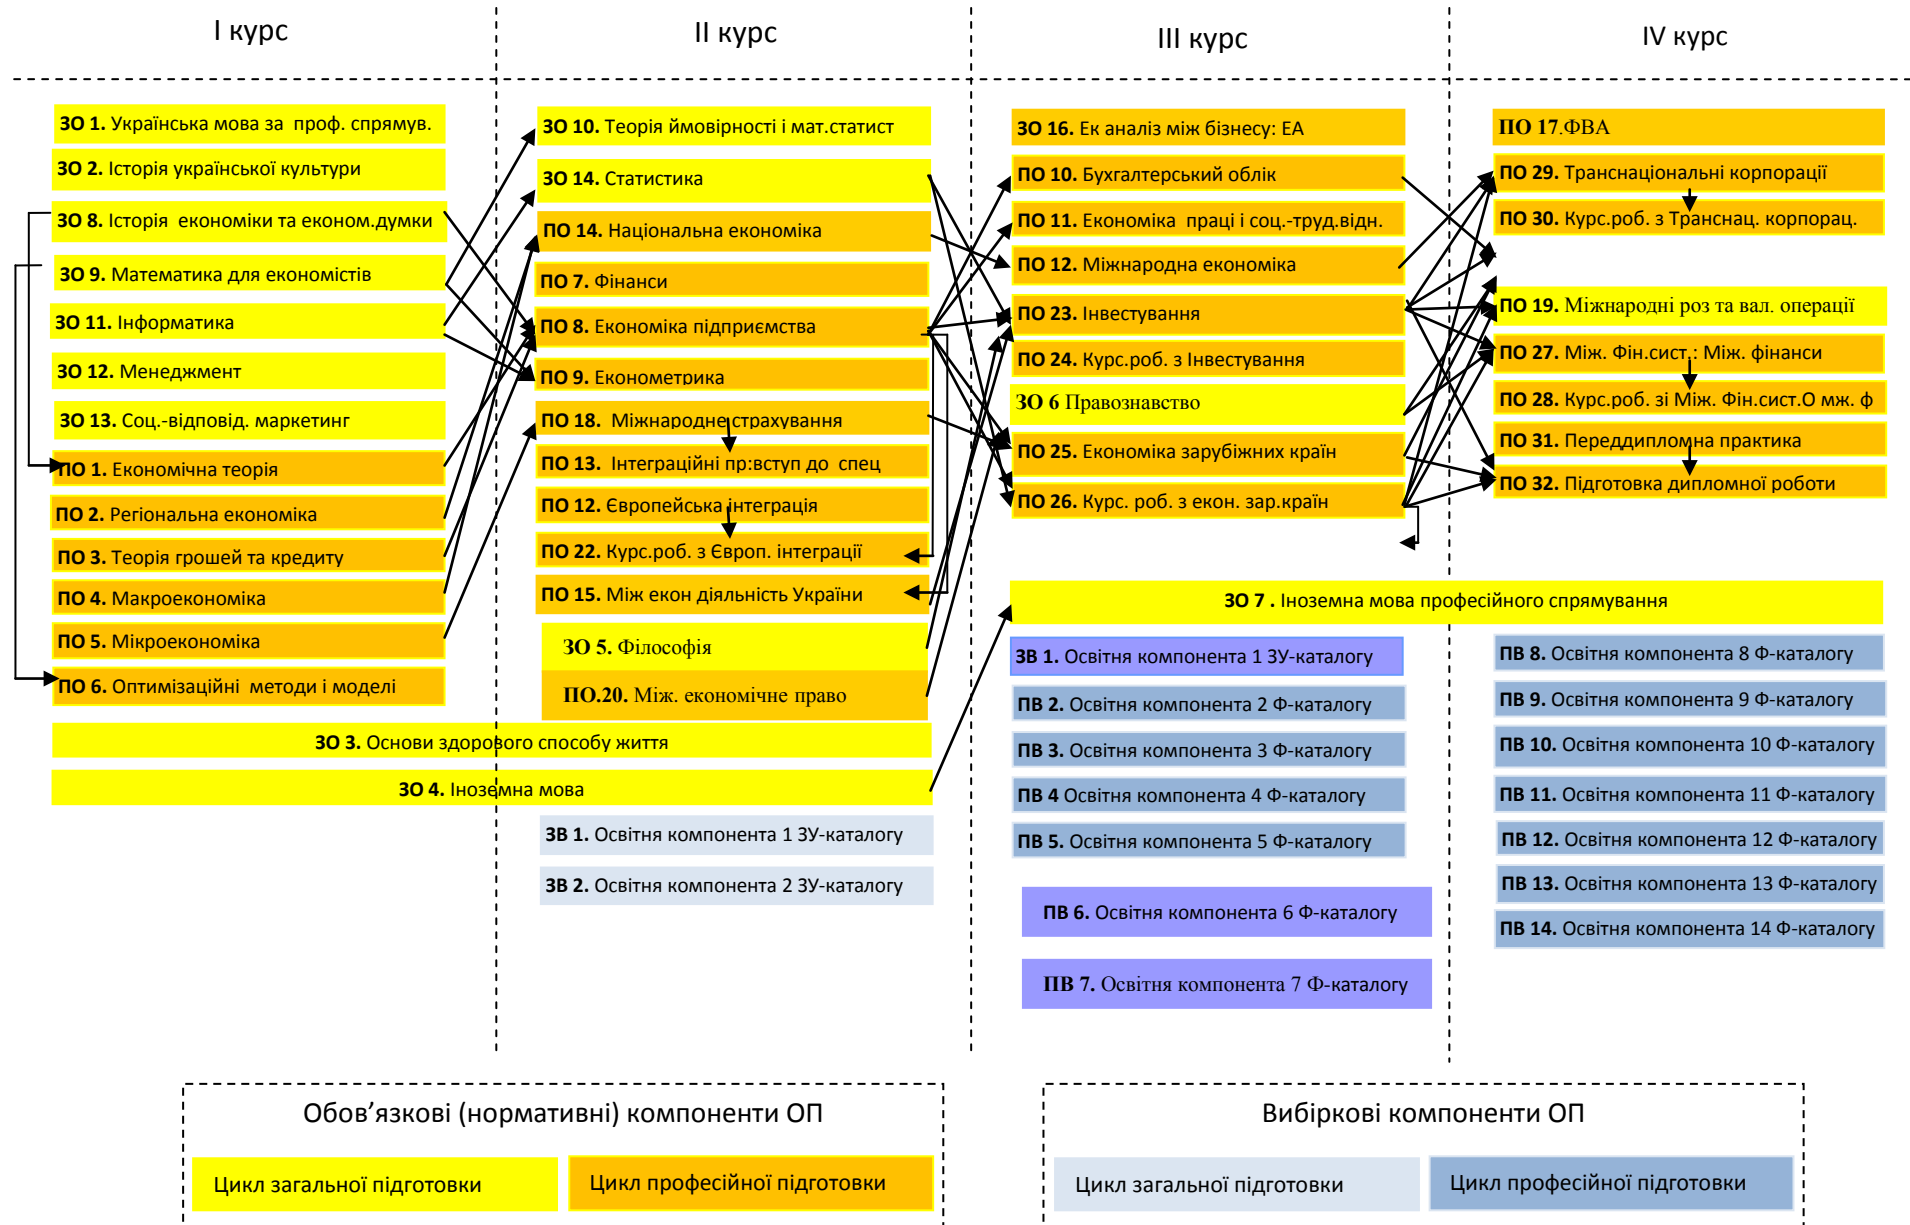 І курс
ІІ курс
ІІІ курс
ІV курс
ЗО 1. Українська мова за проф. спрямув.
ЗО 2. Історія української культури
ЗО 8. Історія економіки та економ.думки
ЗО 9. Математика для економістів
ЗО 11. Інформатика
ЗО 12. Менеджмент
ЗО 13. Соц.-відповід. маркетинг
ПО 1. Економічна теорія
ПО 2. Регіональна економіка
ПО 3. Теорія грошей та кредиту
ПО 4. Макроекономіка
ПО 5. Мікроекономіка
ПО 6. Оптимізаційні методи і моделі
ЗО 3. Основи здорового способу життя
ЗО 4. Іноземна мова
ЗО 10. Теорія ймовірності і мат.статист
ЗО 14. Статистика
ПО 14. Національна економіка
ПО 7. Фінанси
ПО 8. Економіка підприємства
ПО 9. Економетрика
ПО 18. Міжнародне страхування
ПО 13. Інтеграційні пр:вступ до спец
ПО 12. Європейська інтеграція
ПО 22. Курс.роб. з Європ. інтеграції
ПО 15. Між екон діяльність України
ЗО 5. Філософія
ПО.20. Між. економічне право
ЗВ 1. Освітня компонента 1 ЗУ-каталогу
ЗВ 2. Освітня компонента 2 ЗУ-каталогу
ЗО 16. Ек аналіз між бізнесу: ЕА
ПО 10. Бухгалтерський облік
ПО 11. Економіка праці і соц.-труд.відн.
ПО 12. Міжнародна економіка
ПО 23. Інвестування
ПО 24. Курс.роб. з Інвестування
ЗО 6 Правознавство
ПО 25. Економіка зарубіжних країн
ПО 26. Курс. роб. з екон. зар.країн
ЗО 7 . Іноземна мова професійного спрямування
ЗВ 1. Освітня компонента 1 ЗУ-каталогу
ПВ 2. Освітня компонента 2 Ф-каталогу
ПВ 3. Освітня компонента 3 Ф-каталогу
ПВ 4 Освітня компонента 4 Ф-каталогу
ПВ 5. Освітня компонента 5 Ф-каталогу
ПВ 6. Освітня компонента 6 Ф-каталогу
ПВ 7. Освітня компонента 7 Ф-каталогу
ПО 17.ФВА
ПО 29. Транснаціональні корпорації
ПО 30. Курс.роб. з Транснац. корпорац.
ПО 19. Міжнародні роз та вал. операції
ПО 27. Між. Фін.сист.: Між. фінанси
ПО 28. Курс.роб. зі Між. Фін.сист.О мж. ф
ПО 31. Переддипломна практика
ПО 32. Підготовка дипломної роботи
ПВ 8. Освітня компонента 8 Ф-каталогу
ПВ 9. Освітня компонента 9 Ф-каталогу
ПВ 10. Освітня компонента 10 Ф-каталогу
ПВ 11. Освітня компонента 11 Ф-каталогу
ПВ 12. Освітня компонента 12 Ф-каталогу
ПВ 13. Освітня компонента 13 Ф-каталогу
ПВ 14. Освітня компонента 14 Ф-каталогу
Обов’язкові (нормативні) компоненти ОП
Цикл загальної підготовки
Цикл професійної підготовки
Вибіркові компоненти ОП
Цикл загальної підготовки
Цикл професійної підготовки